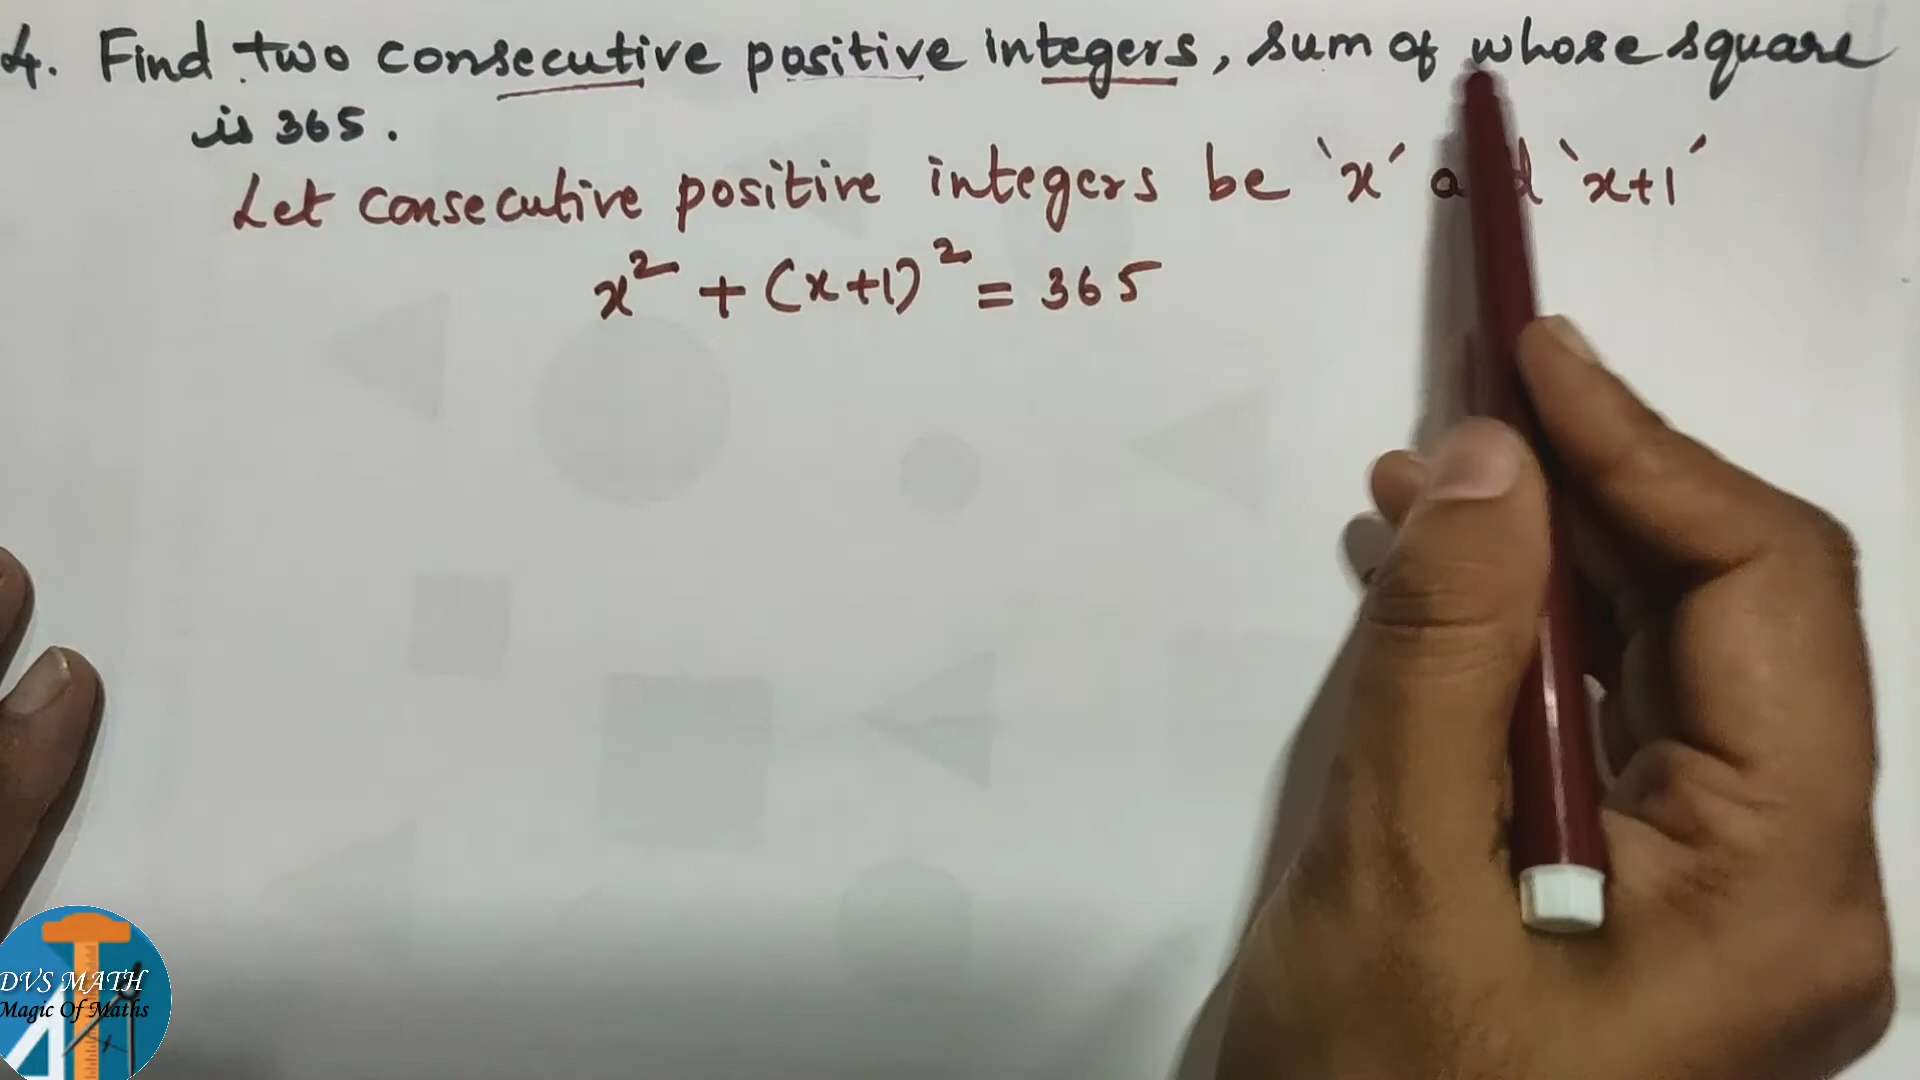 4. Find two consecutive positive integers, sum of whose square
is 365.
Let consecutive positive integers be 'x' and 'x+1'
x² + (x+1)² = 365
DVS MATH
Magic Of Maths